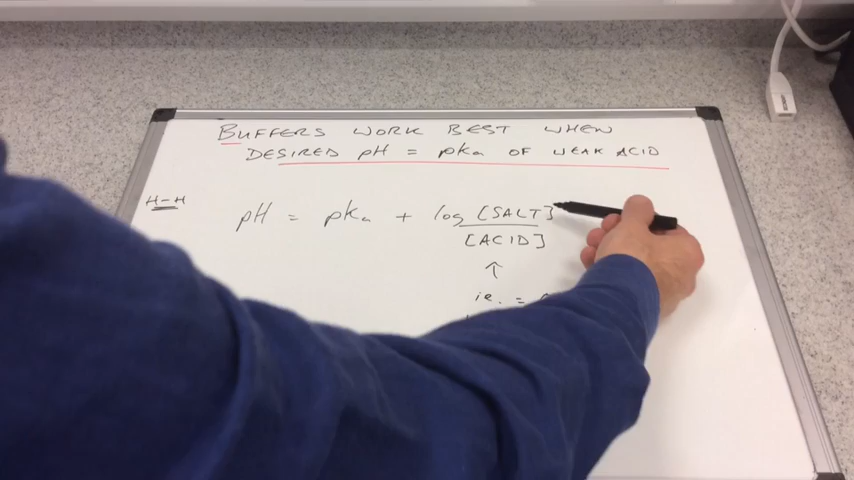 BUFFERS WORK BEST WHEN
DESIRED pH = pKa OF WEAK ACID
H-H
pH = pKa + log [SALT]
[ACID]
↑
ie. =